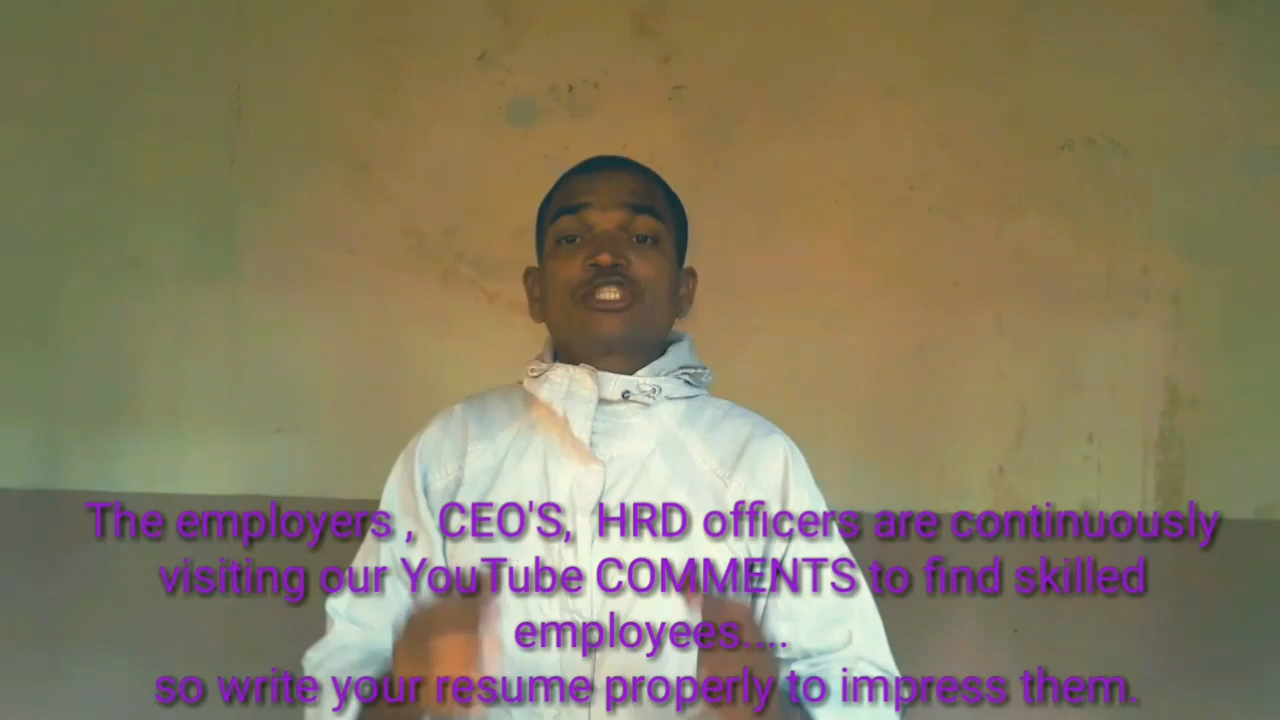 The employers , CEO'S, HRD officers are continuously
visiting our YouTube COMMENTS to find skilled
employees....
so write your resume properly to impress them.